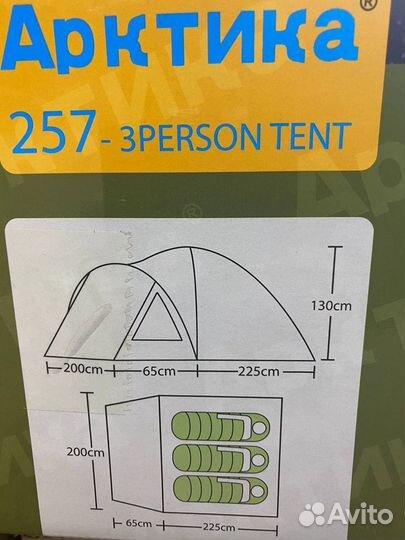 Арктика®
257 - 3PERSON TENT
130cm
200cm 65cm 225cm
200cm
65cm 225cm
Avito